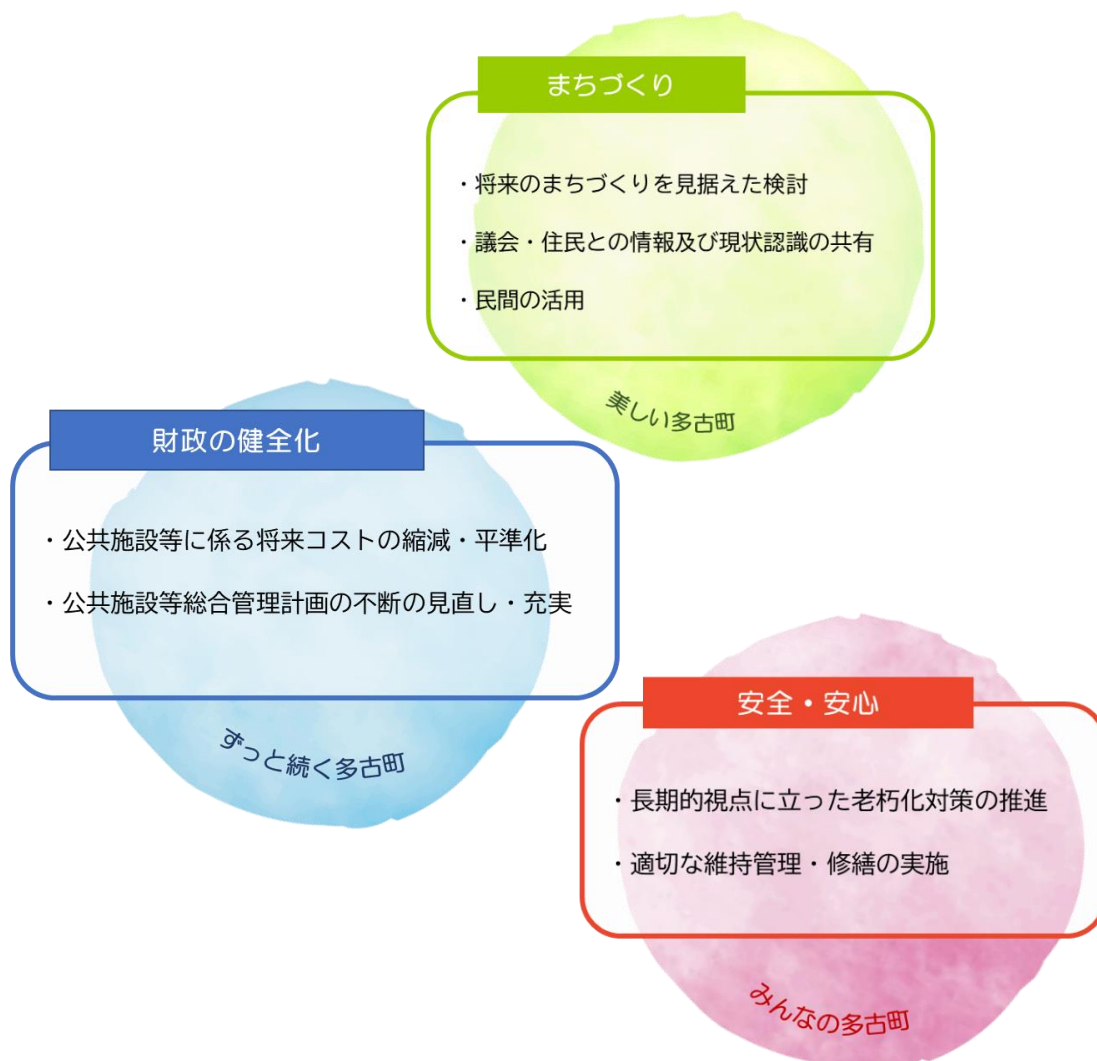 まちづくり
・将来のまちづくりを見据えた検討
・議会・住民との情報及び現状認識の共有
・民間の活用
美しい多古町
財政の健全化
・公共施設等に係る将来コストの縮減・平準化
・公共施設等総合管理計画の不断の見直し・充実
ずっと続く多古町
安全・安心
・長期的視点に立った老朽化対策の推進
・適切な維持管理・修繕の実施
みんなの多古町